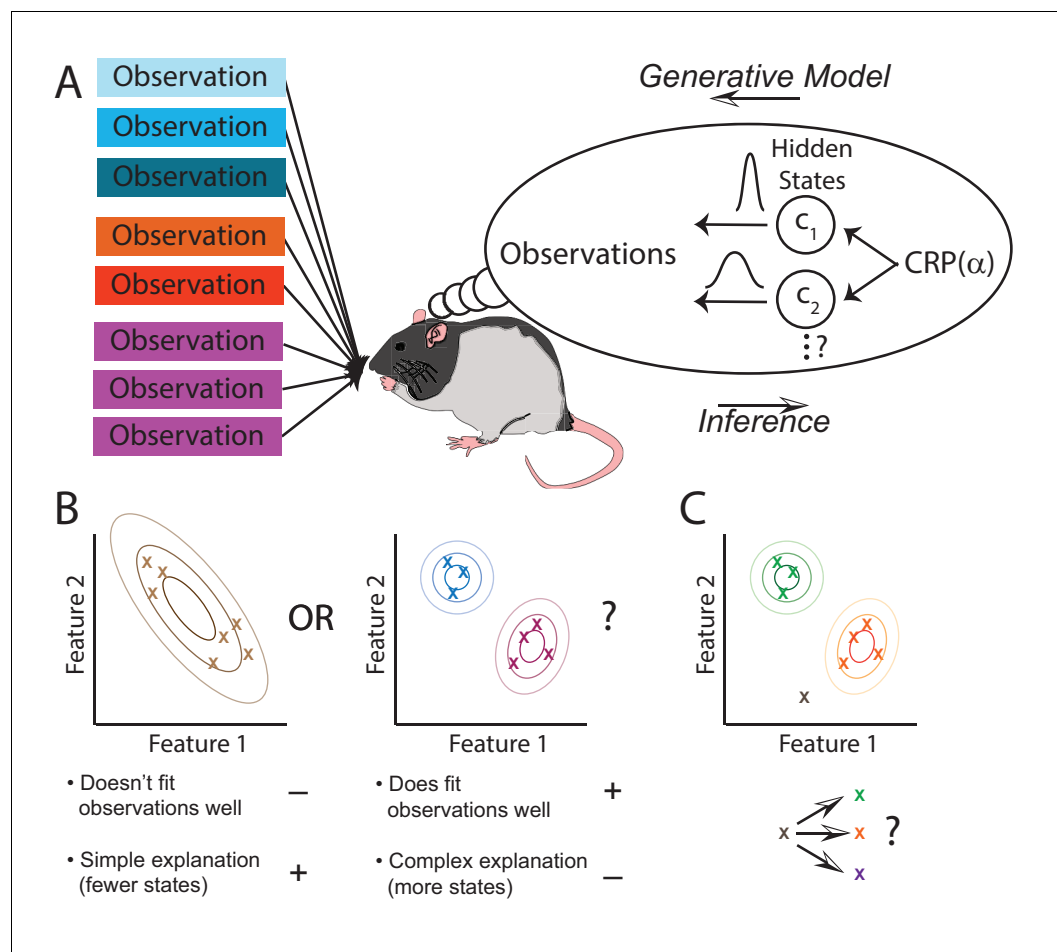 A
Observation
Observation
Observation
Observation
Observation
Observation
Observation
Observation
Generative Model
Hidden
States
Observations
c1
c2
CRP(α)
?
Inference
B
Feature 2
Feature 1
x x x x x x x
OR
Feature 2
Feature 1
x x x x x x x
?
• Doesn't fit
observations well
–
• Simple explanation
(fewer states)
+
• Does fit
observations well
+
• Complex explanation
(more states)
–
C
Feature 2
Feature 1
x x x x x x x x
x
x
x
x
?